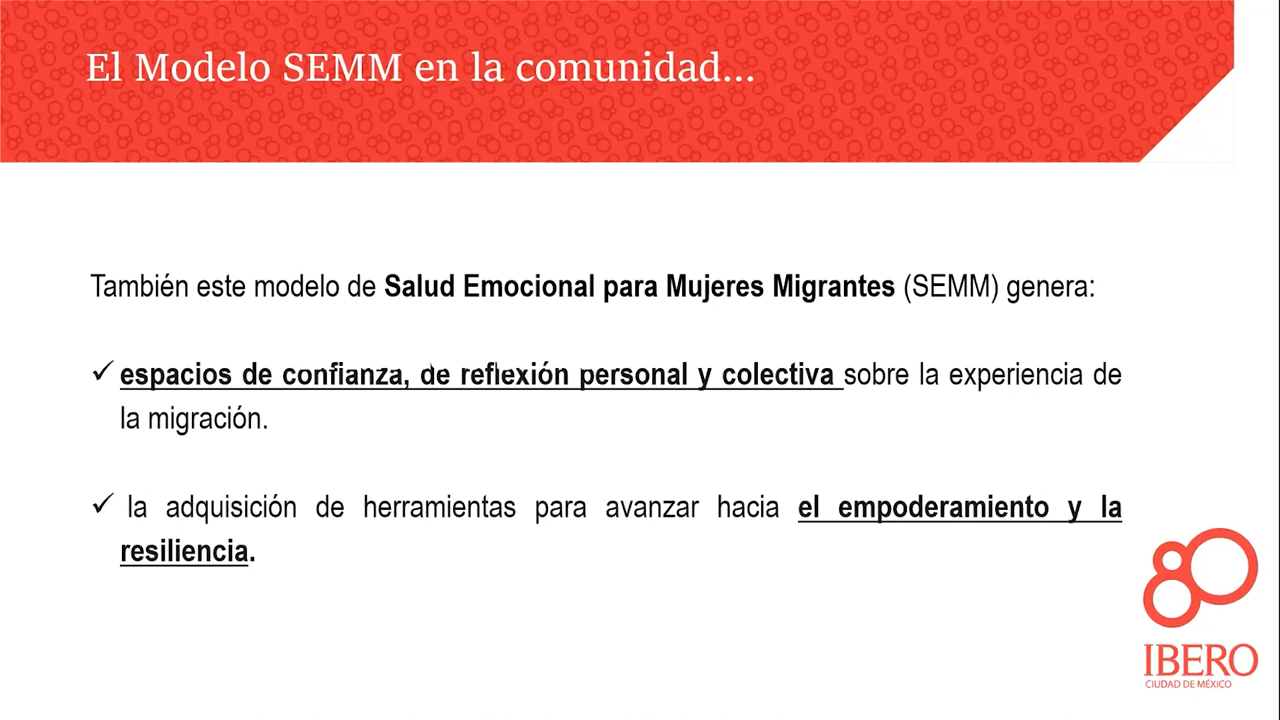 El Modelo SEMM en la comunidad...
También este modelo de Salud Emocional para Mujeres Migrantes (SEMM) genera:
✓ espacios de confianza, de reflexión personal y colectiva sobre la experiencia de
la migración.
✓ la adquisición de herramientas para avanzar hacia el empoderamiento y la
resiliencia.
80
IBERO
CIUDAD DE MÉXICO